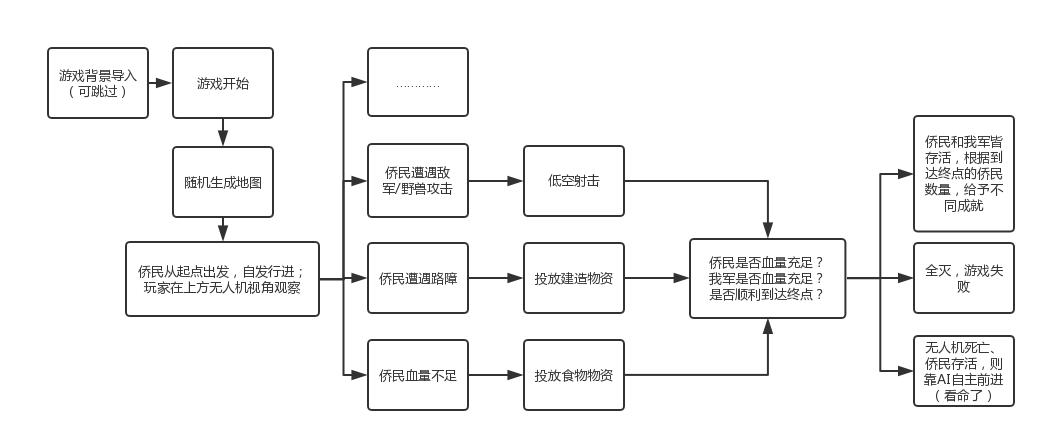 游戏背景导入
（可跳过）
游戏开始
随机生成地图
侨民从起点出发，自发行进；
玩家在上方无人机视角观察
…………
侨民遭遇敌
军/野兽攻击
低空射击
侨民遭遇路障
投放建造物资
侨民血量不足
投放食物物资
侨民是否血量充足？
我军是否血量充足？
是否顺利到达终点？
侨民和我军皆
存活，根据到
达终点的侨民
数量，给予不
同成就
全灭，游戏失
败
无人机死亡、
侨民存活，则
靠AI自主前进
（看命了）